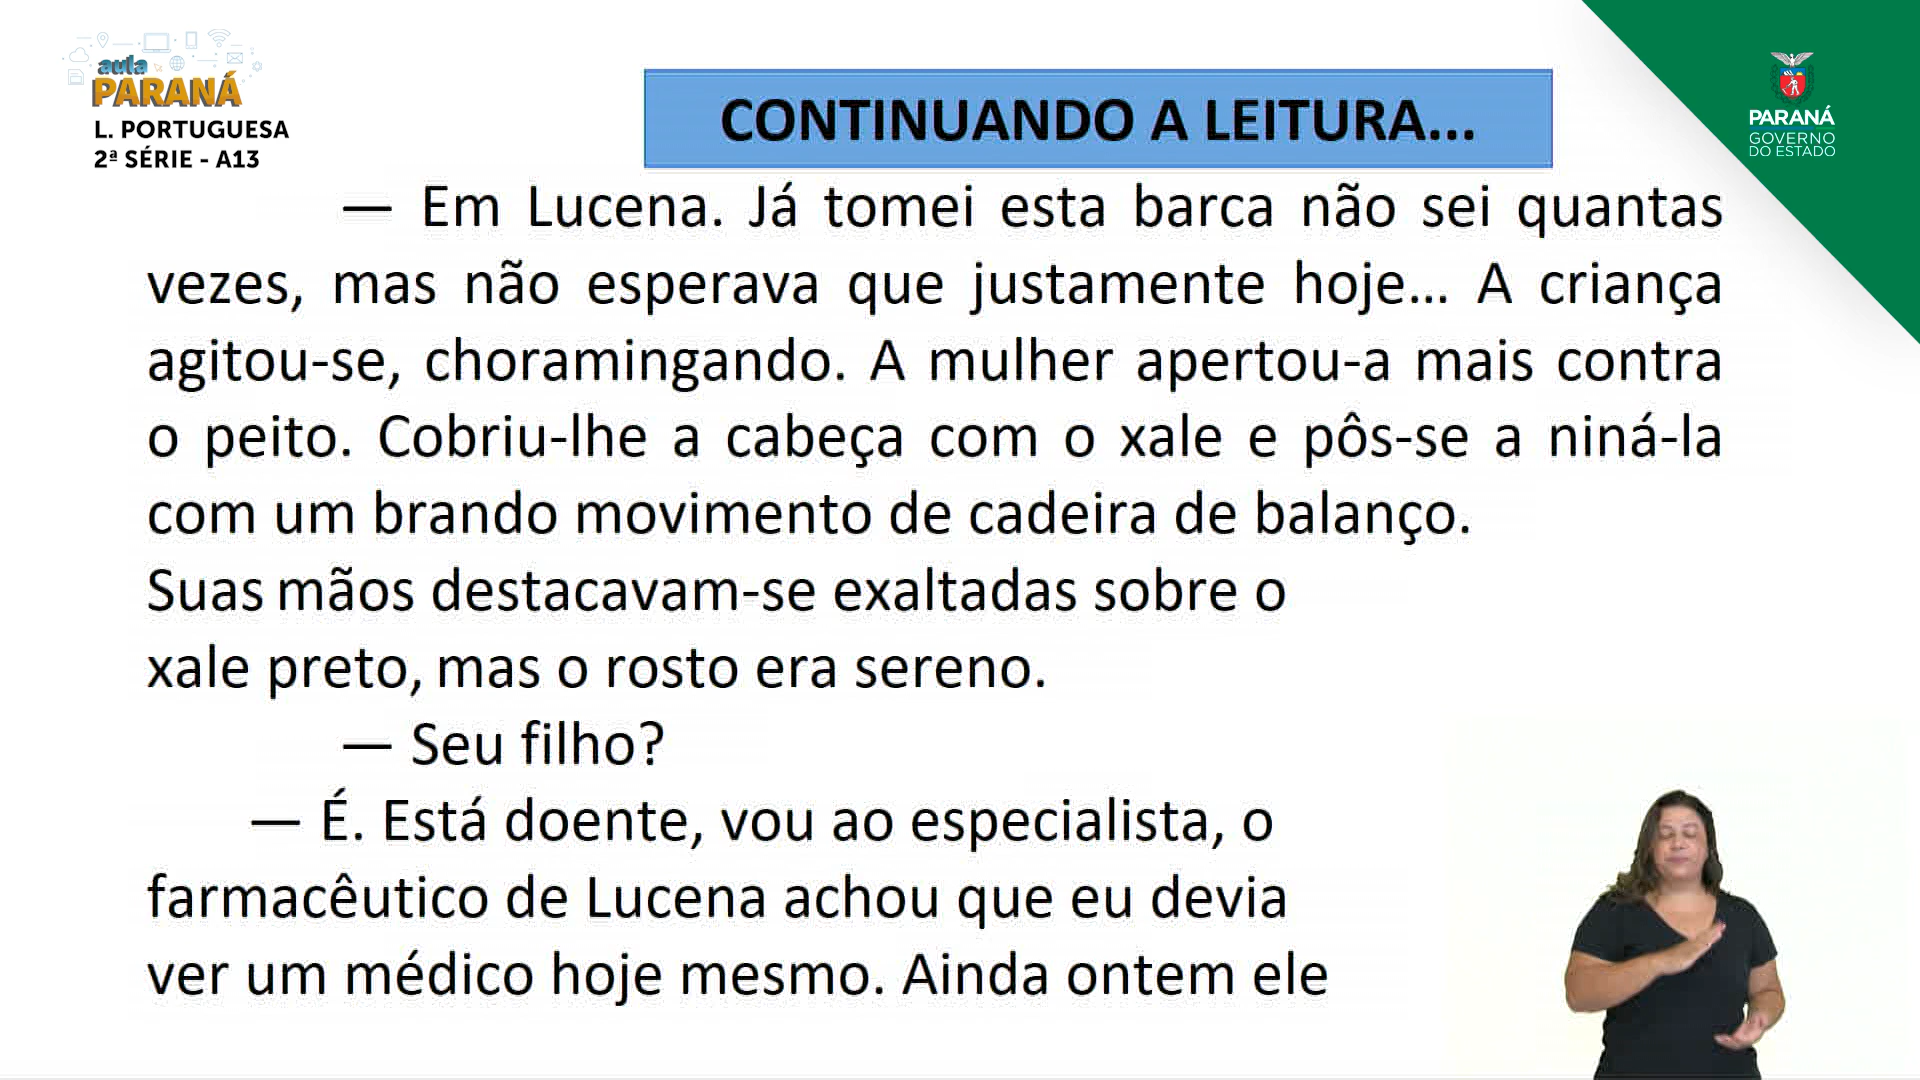 aula
PARANÁ
L. PORTUGUESA
2ª SÉRIE - A13
CONTINUANDO A LEITURA...
PARANÁ
GOVERNO
DO ESTADO
— Em Lucena. Já tomei esta barca não sei quantas
vezes, mas não esperava que justamente hoje... A criança
agitou-se, choramingando. A mulher apertou-a mais contra
o peito. Cobriu-lhe a cabeça com o xale e pôs-se a niná-la
com um brando movimento de cadeira de balanço.
Suas mãos destacavam-se exaltadas sobre o
xale preto, mas o rosto era sereno.
— Seu filho?
— É. Está doente, vou ao especialista, o
farmacêutico de Lucena achou que eu devia
ver um médico hoje mesmo. Ainda ontem ele